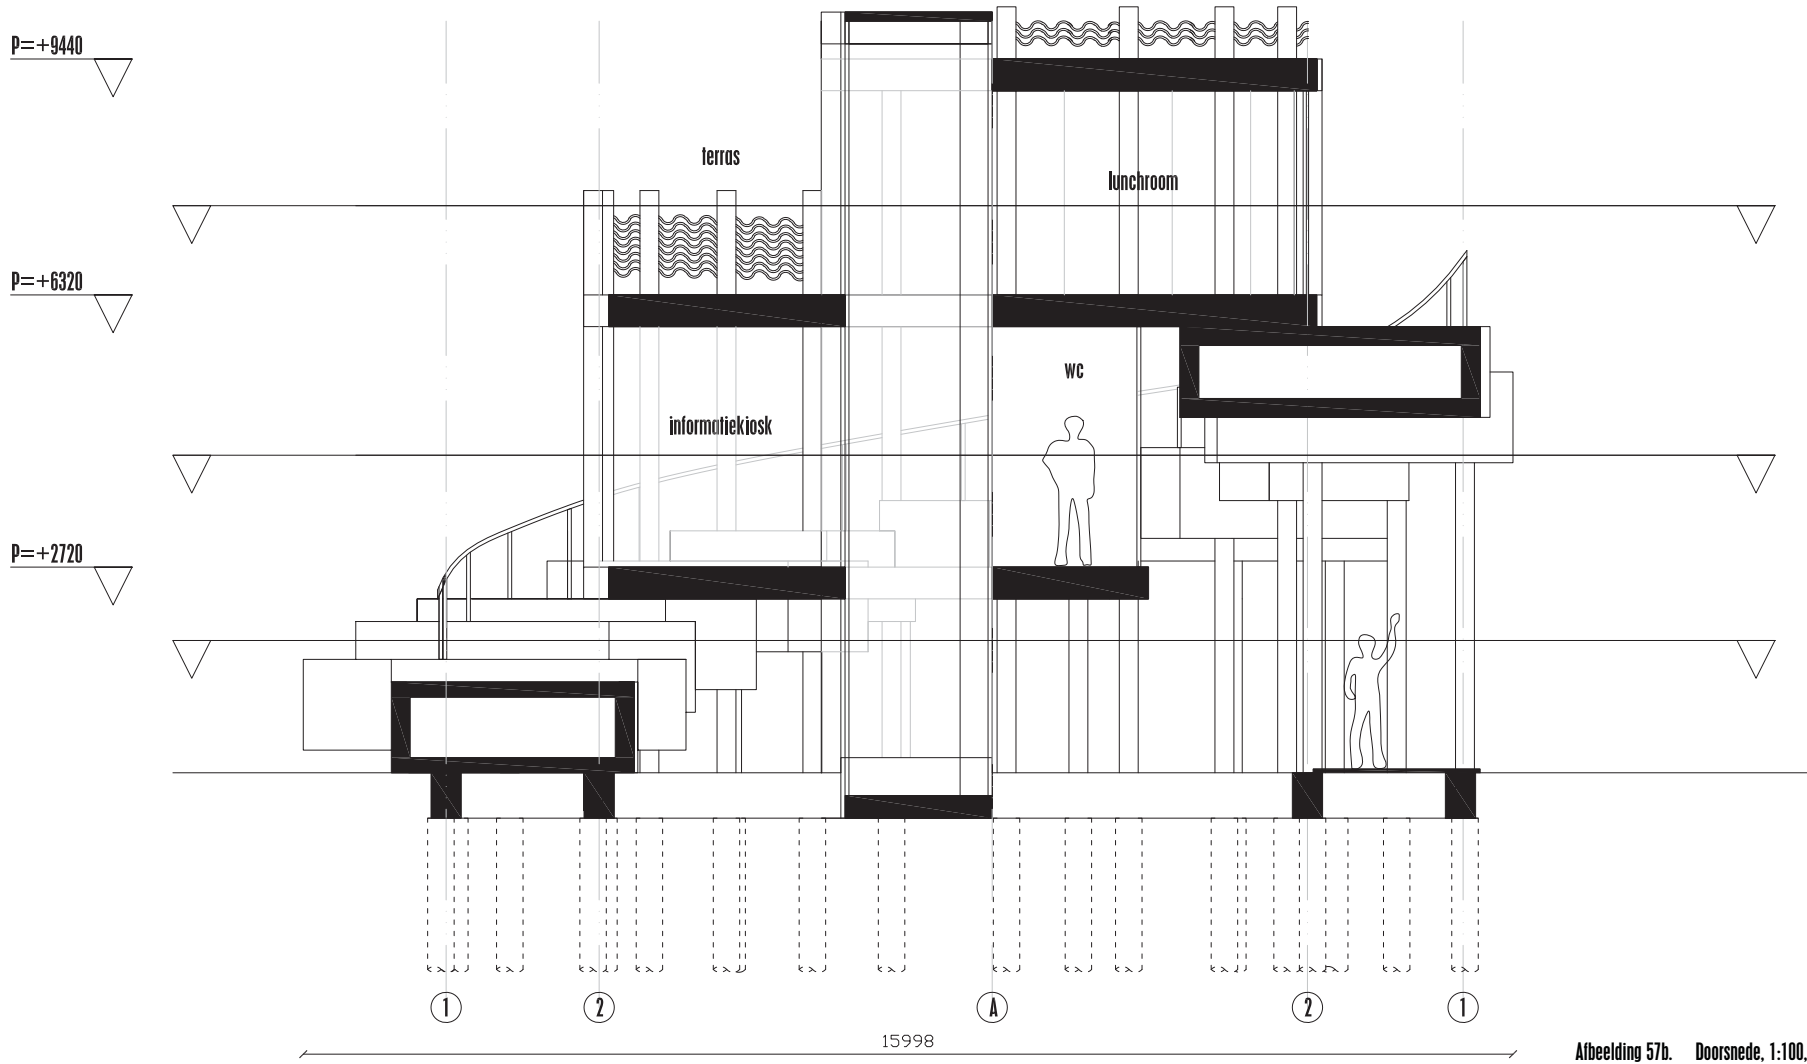 P=+9440
terras
lunchroom
P=+6320
wc
informatiekiosk
P=+2720
1 2 A 2 1
15998
Afbeelding 57b. Doorsnede, 1:100,